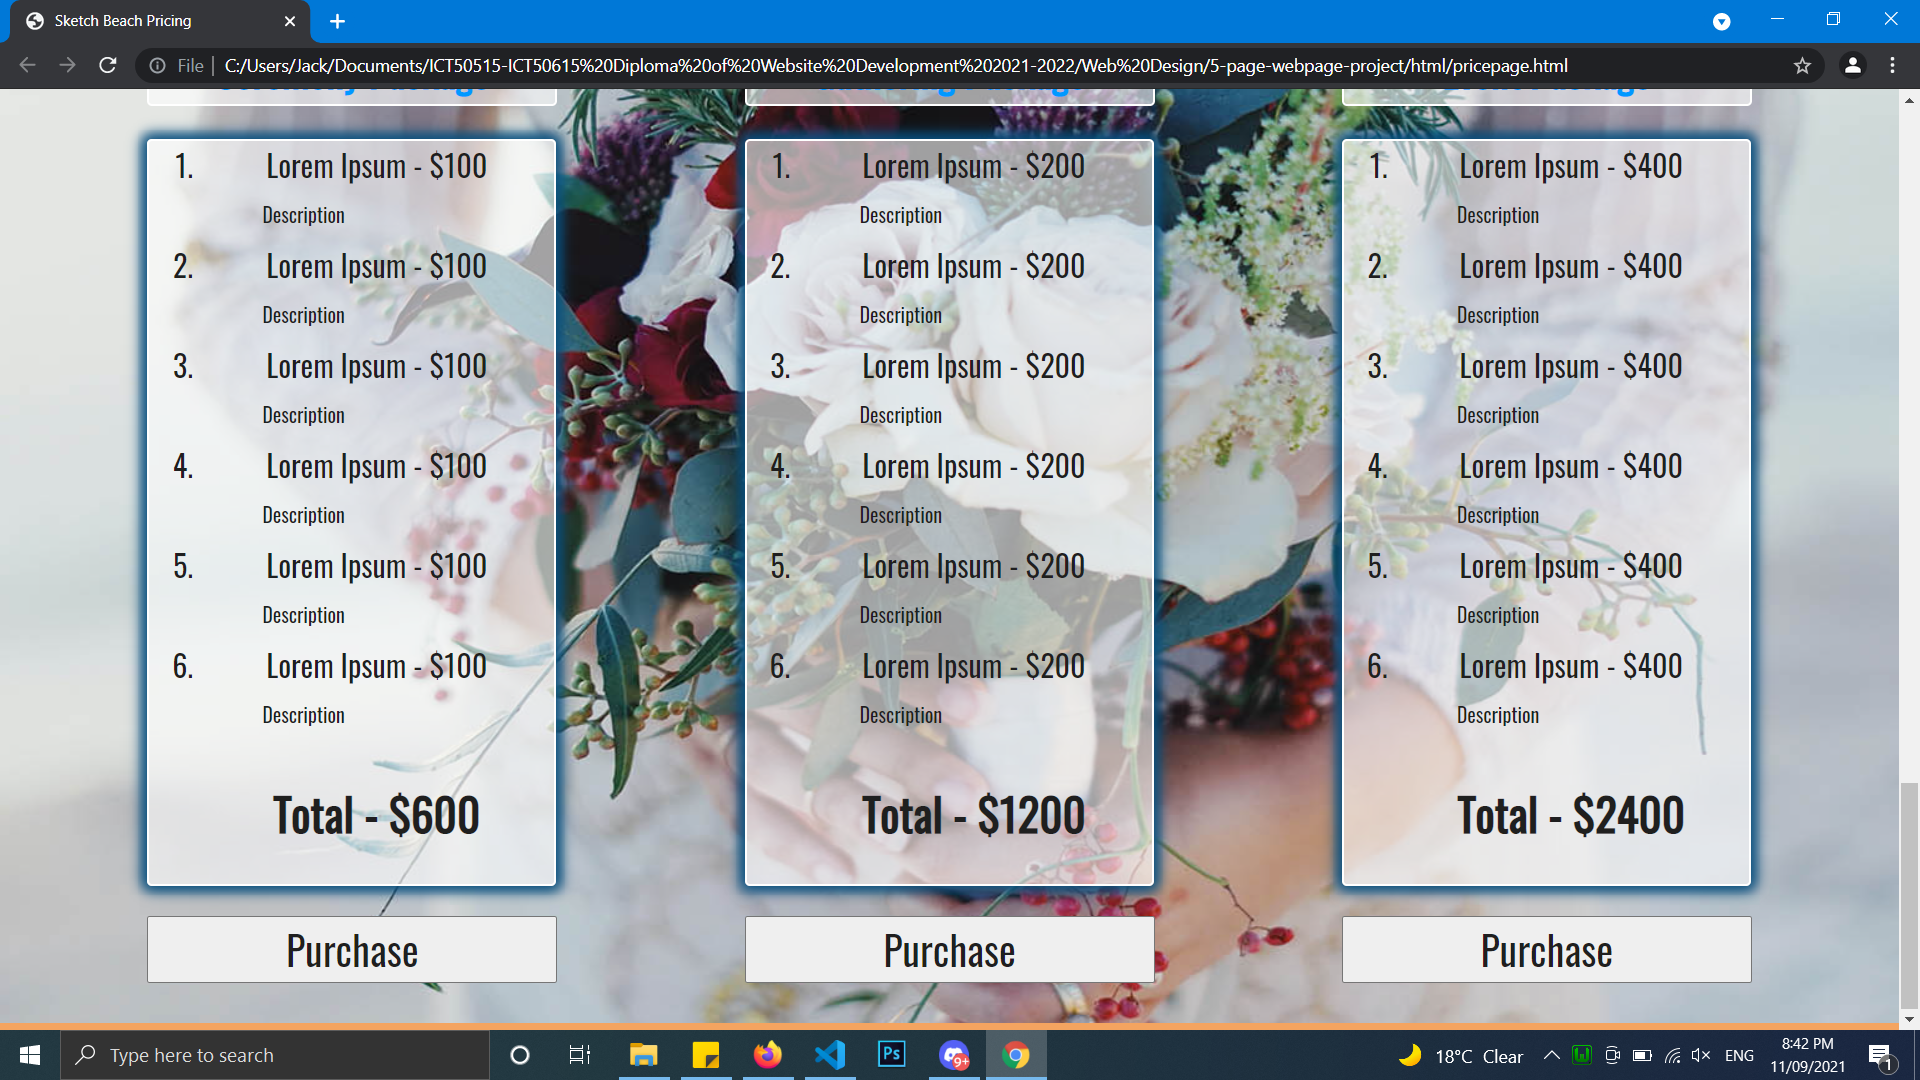 Sketch Beach Pricing
File
C:/Users/Jack/Documents/ICT50515-ICT50615%20Diploma%20of%20Website%20Development%202021-2022/Web%20Design/5-page-webpage-project/html/pricepage.html
1. Lorem Ipsum - $100
Description
2. Lorem Ipsum - $100
Description
3. Lorem Ipsum - $100
Description
4. Lorem Ipsum - $100
Description
5. Lorem Ipsum - $100
Description
6. Lorem Ipsum - $100
Description
Total - $600
Purchase
1. Lorem Ipsum - $200
Description
2. Lorem Ipsum - $200
Description
3. Lorem Ipsum - $200
Description
4. Lorem Ipsum - $200
Description
5. Lorem Ipsum - $200
Description
6. Lorem Ipsum - $200
Description
Total - $1200
Purchase
1. Lorem Ipsum - $400
Description
2. Lorem Ipsum - $400
Description
3. Lorem Ipsum - $400
Description
4. Lorem Ipsum - $400
Description
5. Lorem Ipsum - $400
Description
6. Lorem Ipsum - $400
Description
Total - $2400
Purchase
Type here to search
Ps
9+
18°C Clear
ENG
8:42 PM
11/09/2021
1